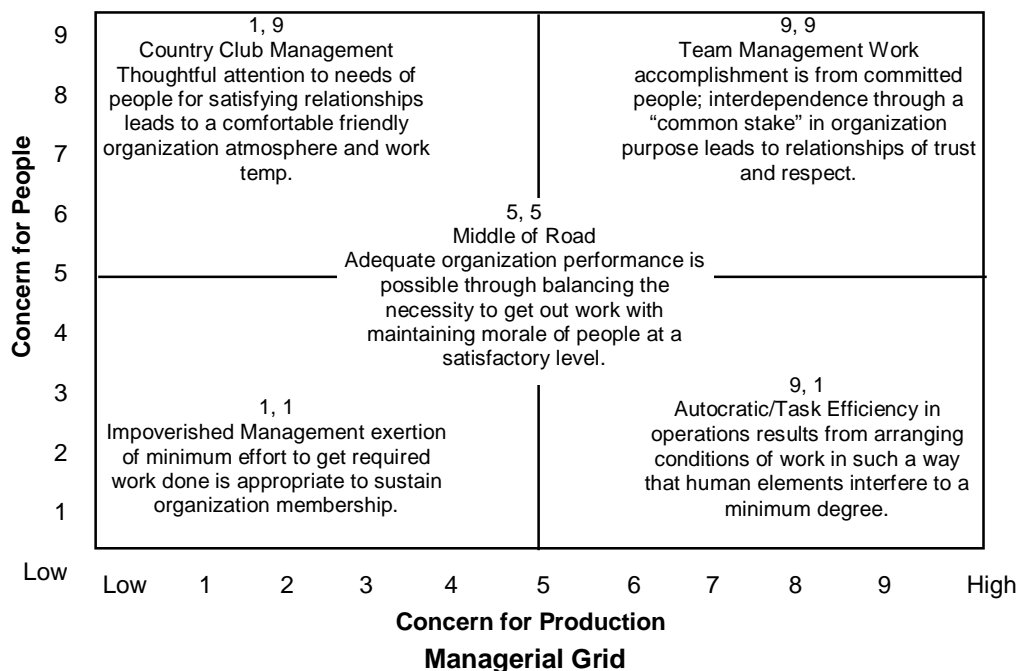 1, 9
Country Club Management
Thoughtful attention to needs of
people for satisfying relationships
leads to a comfortable friendly
organization atmosphere and work
temp.
9, 9
Team Management Work
accomplishment is from committed
people; interdependence through a
“common stake” in organization
purpose leads to relationships of trust
and respect.
5, 5
Middle of Road
Adequate organization performance is
possible through balancing the
necessity to get out work with
maintaining morale of people at a
satisfactory level.
1, 1
Impoverished Management exertion
of minimum effort to get required
work done is appropriate to sustain
organization membership.
9, 1
Autocratic/Task Efficiency in
operations results from arranging
conditions of work in such a way
that human elements interfere to a
minimum degree.
Concern for People
9
8
7
6
5
4
3
2
1
Low
Low 1 2 3 4 5 6 7 8 9 High
Concern for Production
Managerial Grid